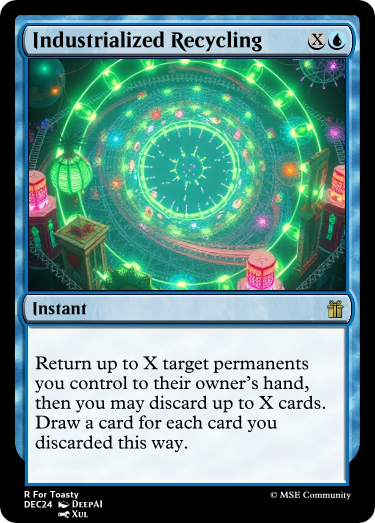 Industrialized Recycling X
Instant
Return up to X target permanents
you control to their owner's hand,
then you may discard up to X cards.
Draw a card for each card you
discarded this way.
R For Toasty
DEC24 DeepAI © MSE Community
Xul